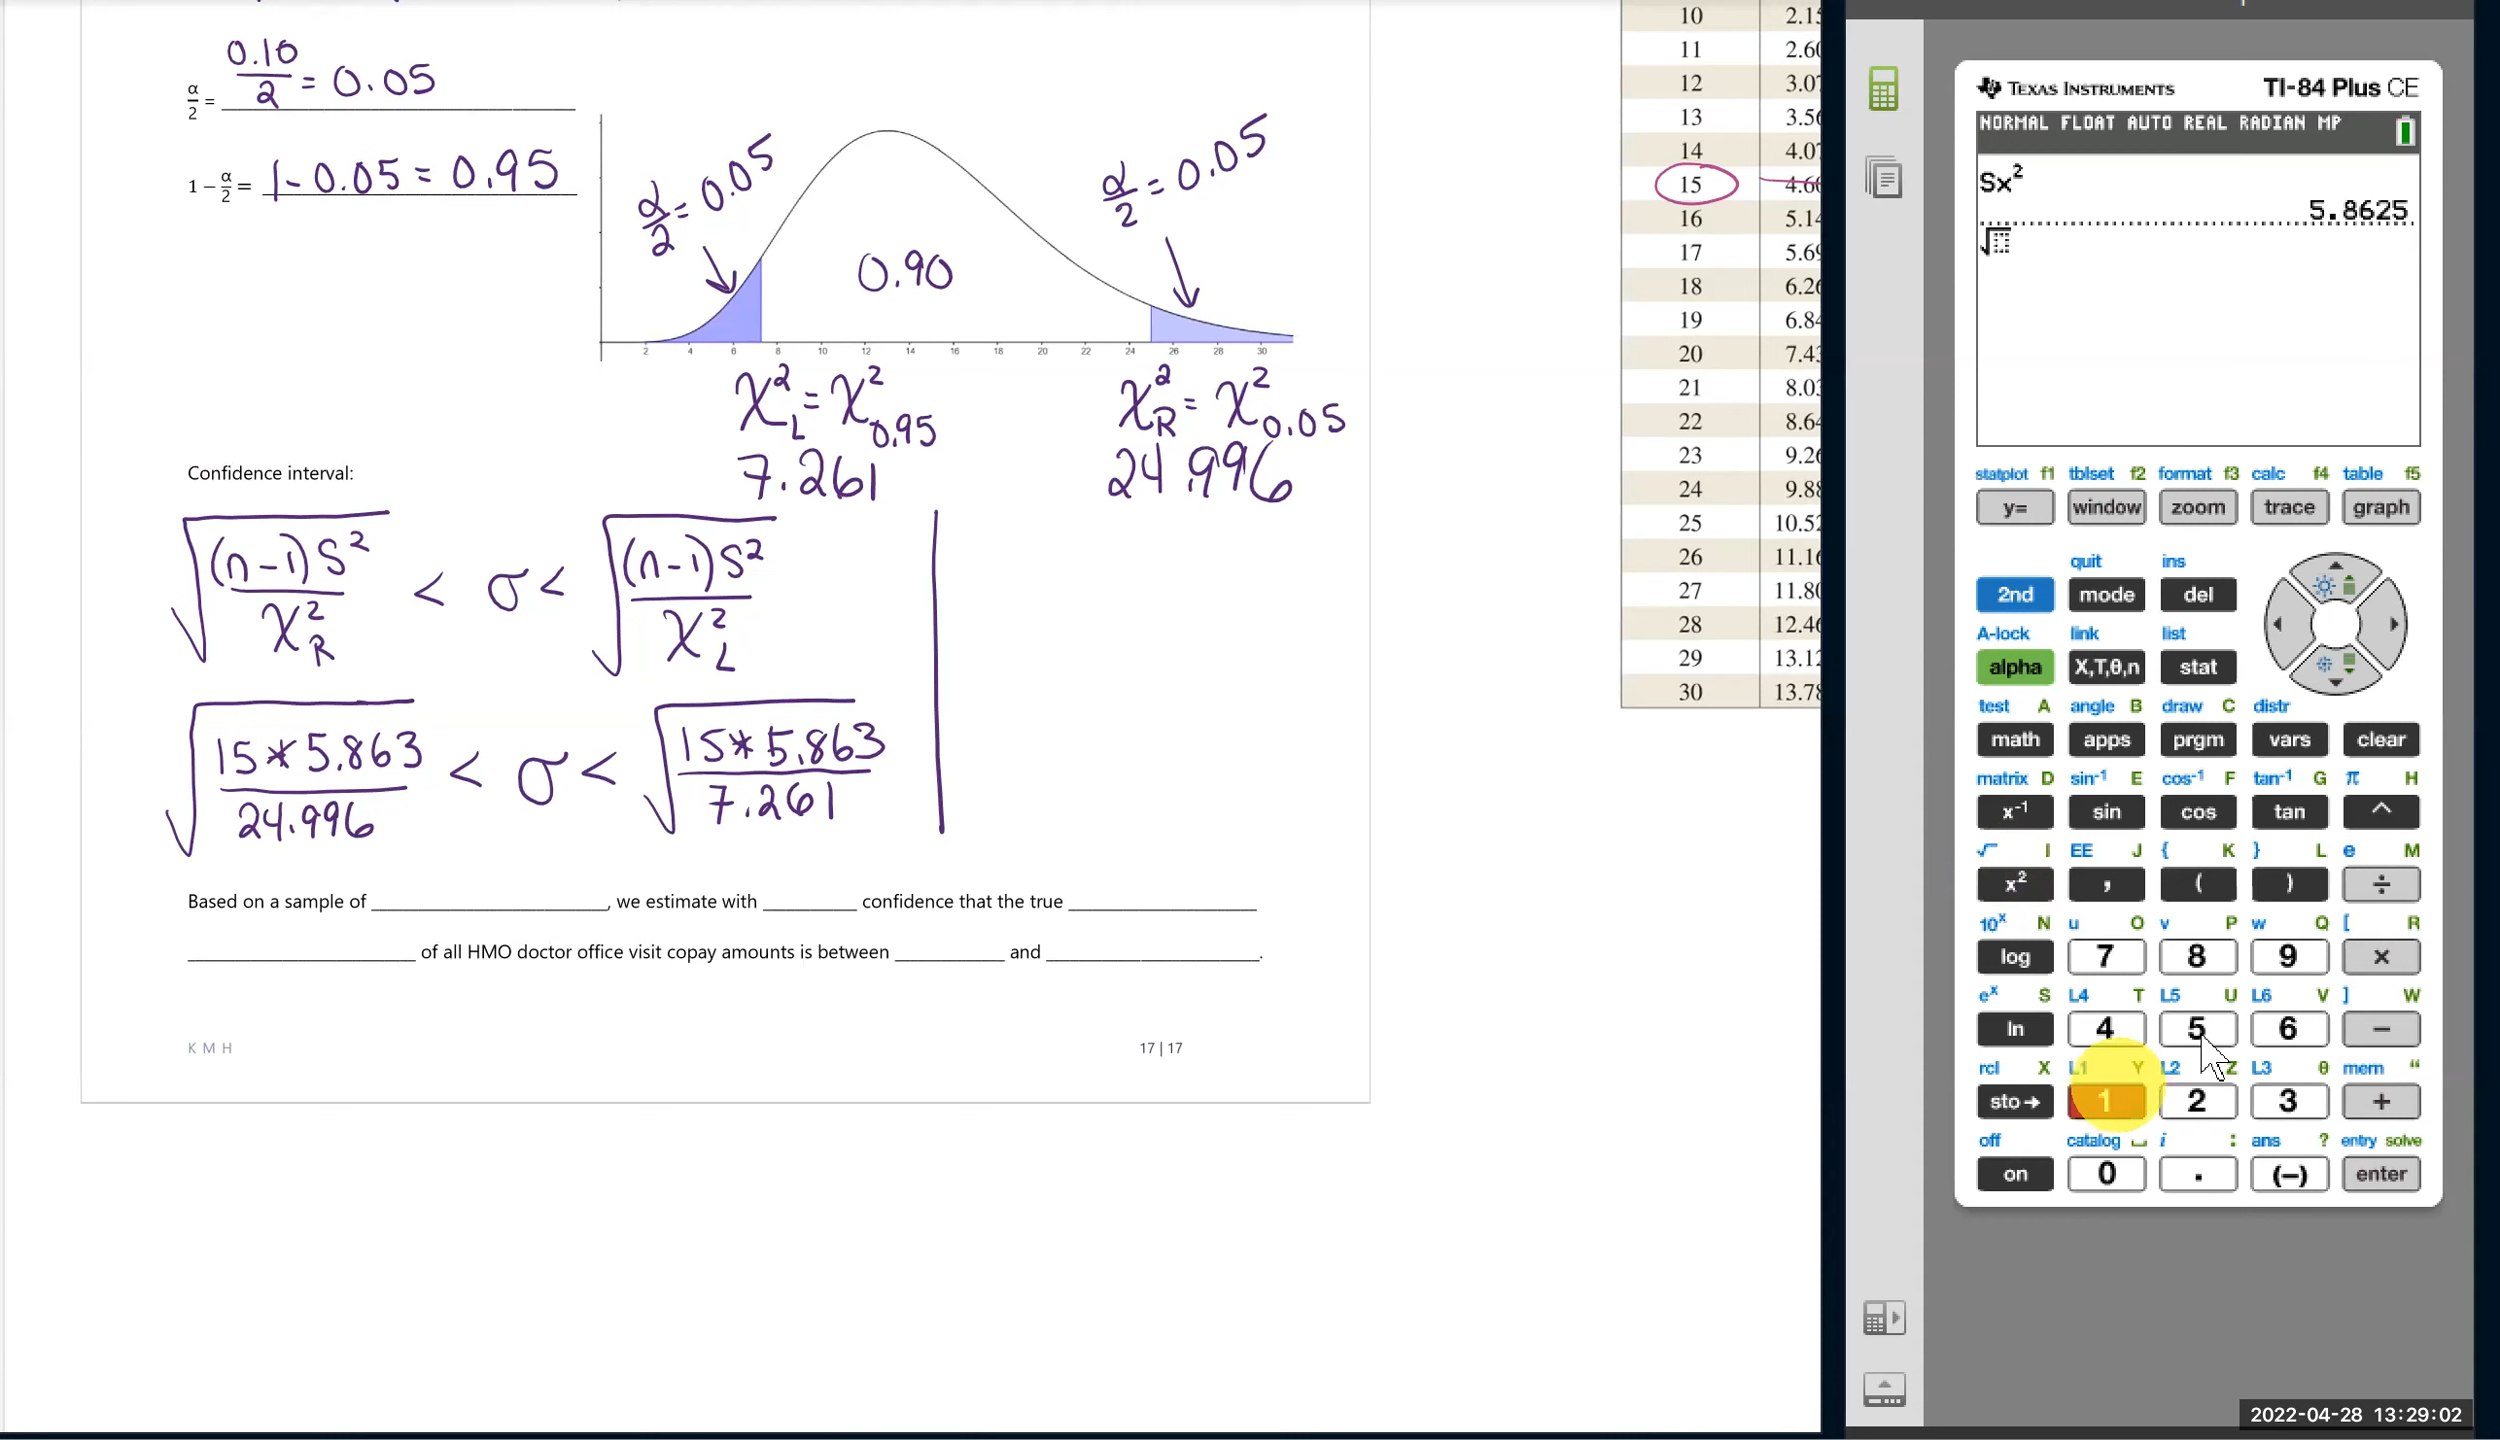 α/2 = 0.10/2 = 0.05
1 − α/2 = 1 - 0.05 = 0.95
α/2 = 0.05
0.90
α/2 = 0.05
2 4 6 8 10 12 14 16 18 20 22 24 26 28 30
χ²L = χ²0.95
7.261
χ²R = χ²0.05
24.996
Confidence interval:
√((n-1)S²/χ²R) < σ < √((n-1)S²/χ²L)
√(15*5.863/24.996) < σ < √(15*5.863/7.261)
Based on a sample of ____________, we estimate with ________ confidence that the true ____________
____________ of all HMO doctor office visit copay amounts is between ________ and ____________.
K M H
17 | 17
10
11
12
13
14
15
16 5.14
17
18
19
20
21
22
23
24
25
26
27
28
29
30
TEXAS INSTRUMENTS TI-84 Plus CE
NORMAL FLOAT AUTO REAL RADIAN MP
Sx²
5.8625
√
statplot f1 tblset f2 format f3 calc f4 table f5
y= window zoom trace graph
quit ins
2nd mode del
A-lock link list
alpha X,T,θ,n stat
test A angle B draw C distr
math apps prgm vars clear
matrix D sin⁻¹ E cos⁻¹ F tan⁻¹ G π H
x⁻¹ sin cos tan ^
√ I EE J { K } L e M
x² , ( ) ÷
10ˣ N u O v P w Q [ R
log 7 8 9 ×
eˣ S L4 T L5 U L6 V ] W
ln 4 5 6 −
rcl X L1 Y L2 Z L3 θ mem “
sto→ 1 2 3 +
off catalog ⎵ i : ans ? entry solve
on 0 . (−) enter
2022-04-28 13:29:02